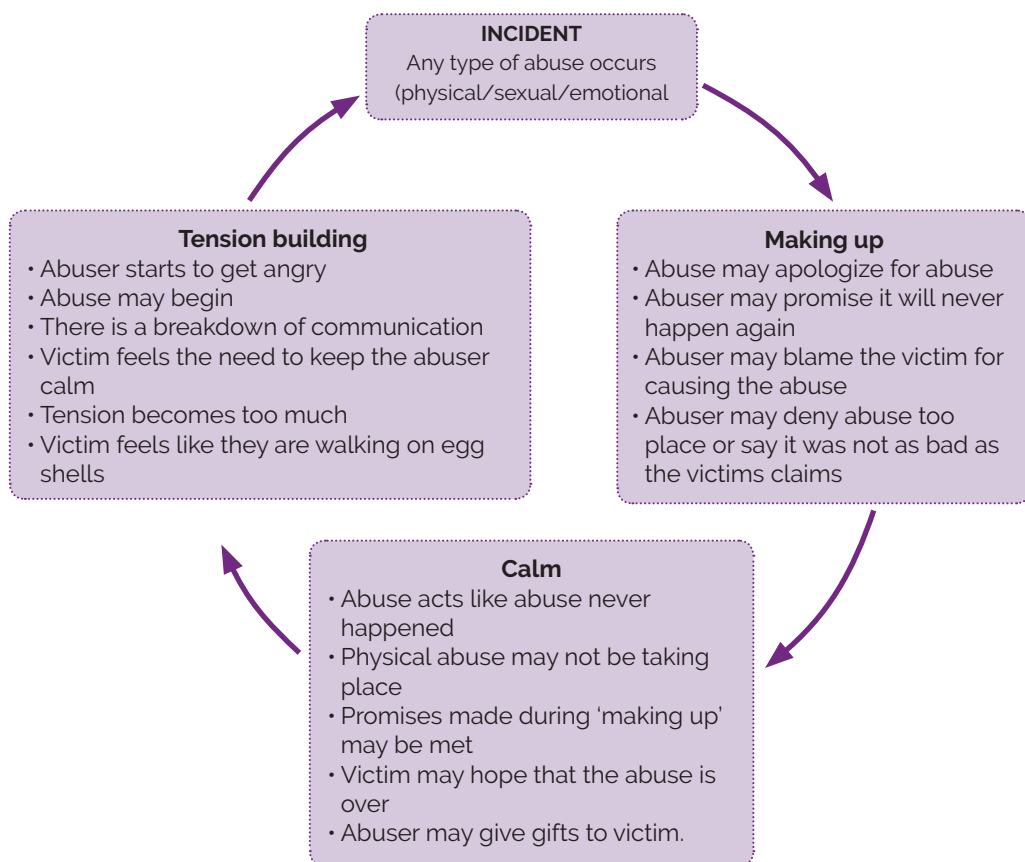 INCIDENT
Any type of abuse occurs
(physical/sexual/emotional
Tension building
• Abuser starts to get angry
• Abuse may begin
• There is a breakdown of communication
• Victim feels the need to keep the abuser
calm
• Tension becomes too much
• Victim feels like they are walking on egg
shells
Making up
• Abuse may apologize for abuse
• Abuser may promise it will never
happen again
• Abuser may blame the victim for
causing the abuse
• Abuser may deny abuse too
place or say it was not as bad as
the victims claims
Calm
• Abuse acts like abuse never
happened
• Physical abuse may not be taking
place
• Promises made during ‘making up’
may be met
• Victim may hope that the abuse is
over
• Abuser may give gifts to victim.